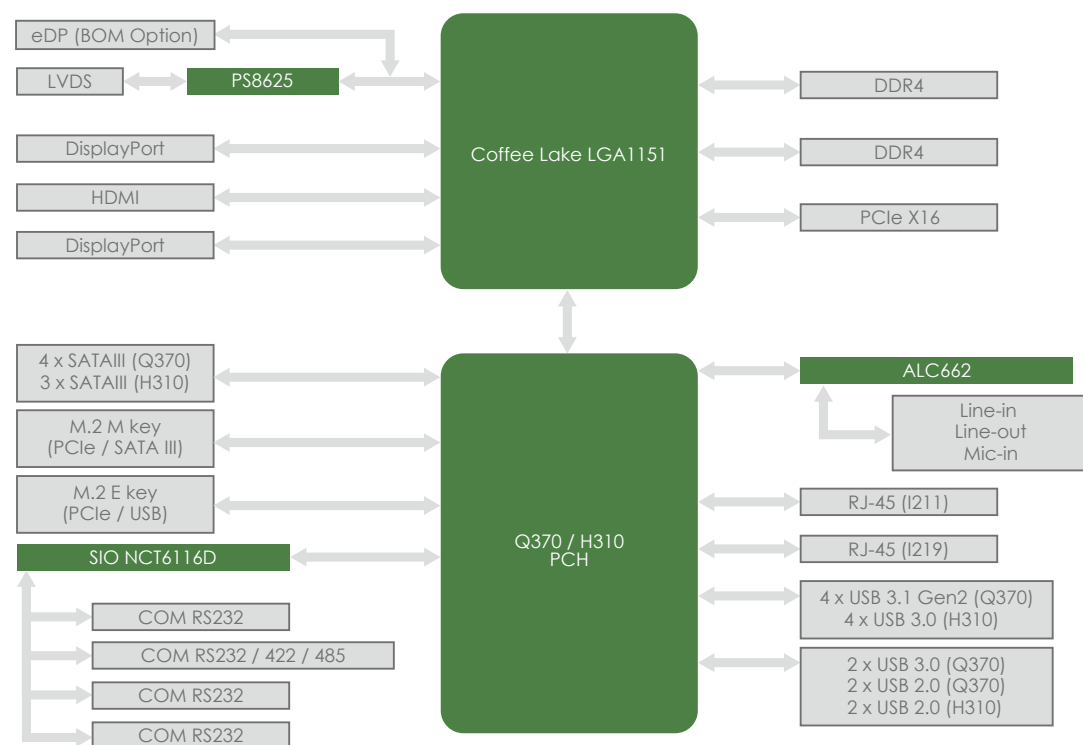 eDP (BOM Option)
LVDS
PS8625
DisplayPort
HDMI
DisplayPort
Coffee Lake LGA1151
DDR4
DDR4
PCIe X16
4 x SATAIII (Q370)
3 x SATAIII (H310)
M.2 M key
(PCIe / SATA III)
M.2 E key
(PCIe / USB)
SIO NCT6116D
COM RS232
COM RS232 / 422 / 485
COM RS232
COM RS232
Q370 / H310
PCH
ALC662
Line-in
Line-out
Mic-in
RJ-45 (I211)
RJ-45 (I219)
4 x USB 3.1 Gen2 (Q370)
4 x USB 3.0 (H310)
2 x USB 3.0 (Q370)
2 x USB 2.0 (Q370)
2 x USB 2.0 (H310)